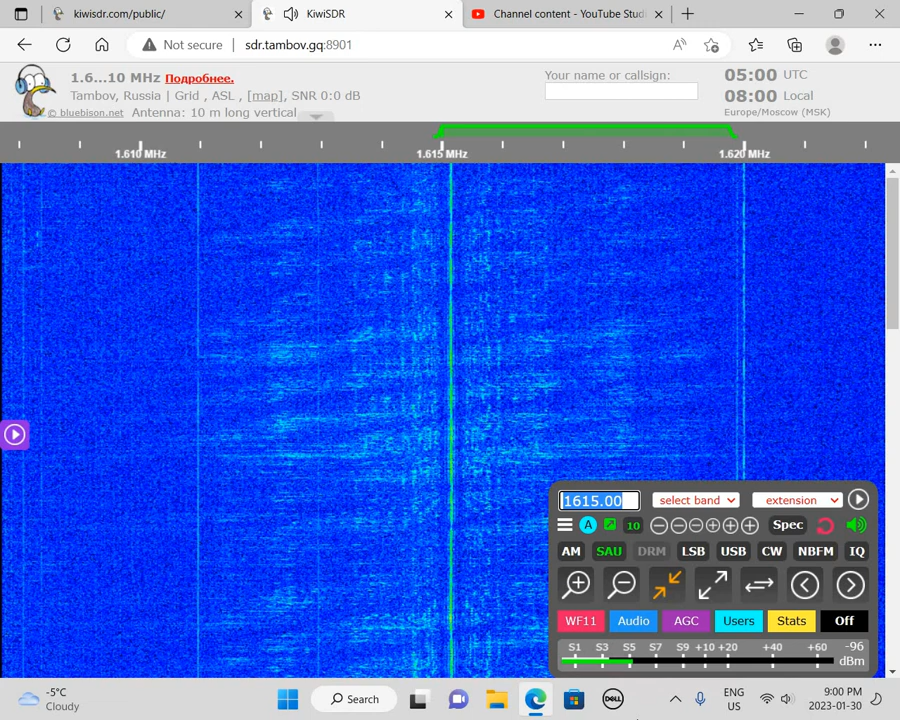 kiwisdr.com/public/
KiwiSDR
Channel content - YouTube Studi
Not secure
sdr.tambov.gq:8901
1.6...10 MHz Подробнее.
Tambov, Russia | Grid , ASL , [map], SNR 0:0 dB
© bluebison.net Antenna: 10 m long vertical
Your name or callsign:
05:00 UTC
08:00 Local
Europe/Moscow (MSK)
1.610 MHz
1.615 MHz
1.620 MHz
1615.00
select band
extension
A
10
Spec
AM
SAU
DRM
LSB
USB
CW
NBFM
IQ
WF11
Audio
AGC
Users
Stats
Off
S1 S3 S5 S7 S9 +10 +20 +40 +60
-96
dBm
-5°C
Cloudy
Search
DELL
ENG
US
9:00 PM
2023-01-30